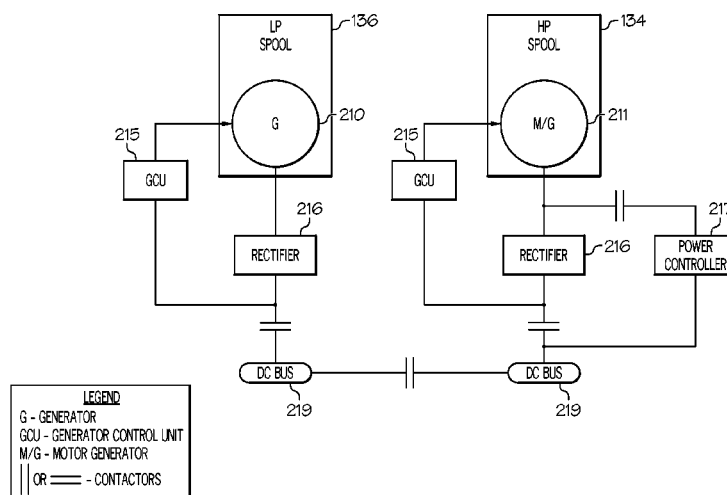 LP
SPOOL
136
HP
SPOOL
134
G
210
M/G
211
215
GCU
215
GCU
216
RECTIFIER
RECTIFIER
216
217
POWER
CONTROLLER
DC BUS
219
DC BUS
219
LEGEND
G - GENERATOR
GCU - GENERATOR CONTROL UNIT
M/G - MOTOR GENERATOR
OR - CONTACTORS